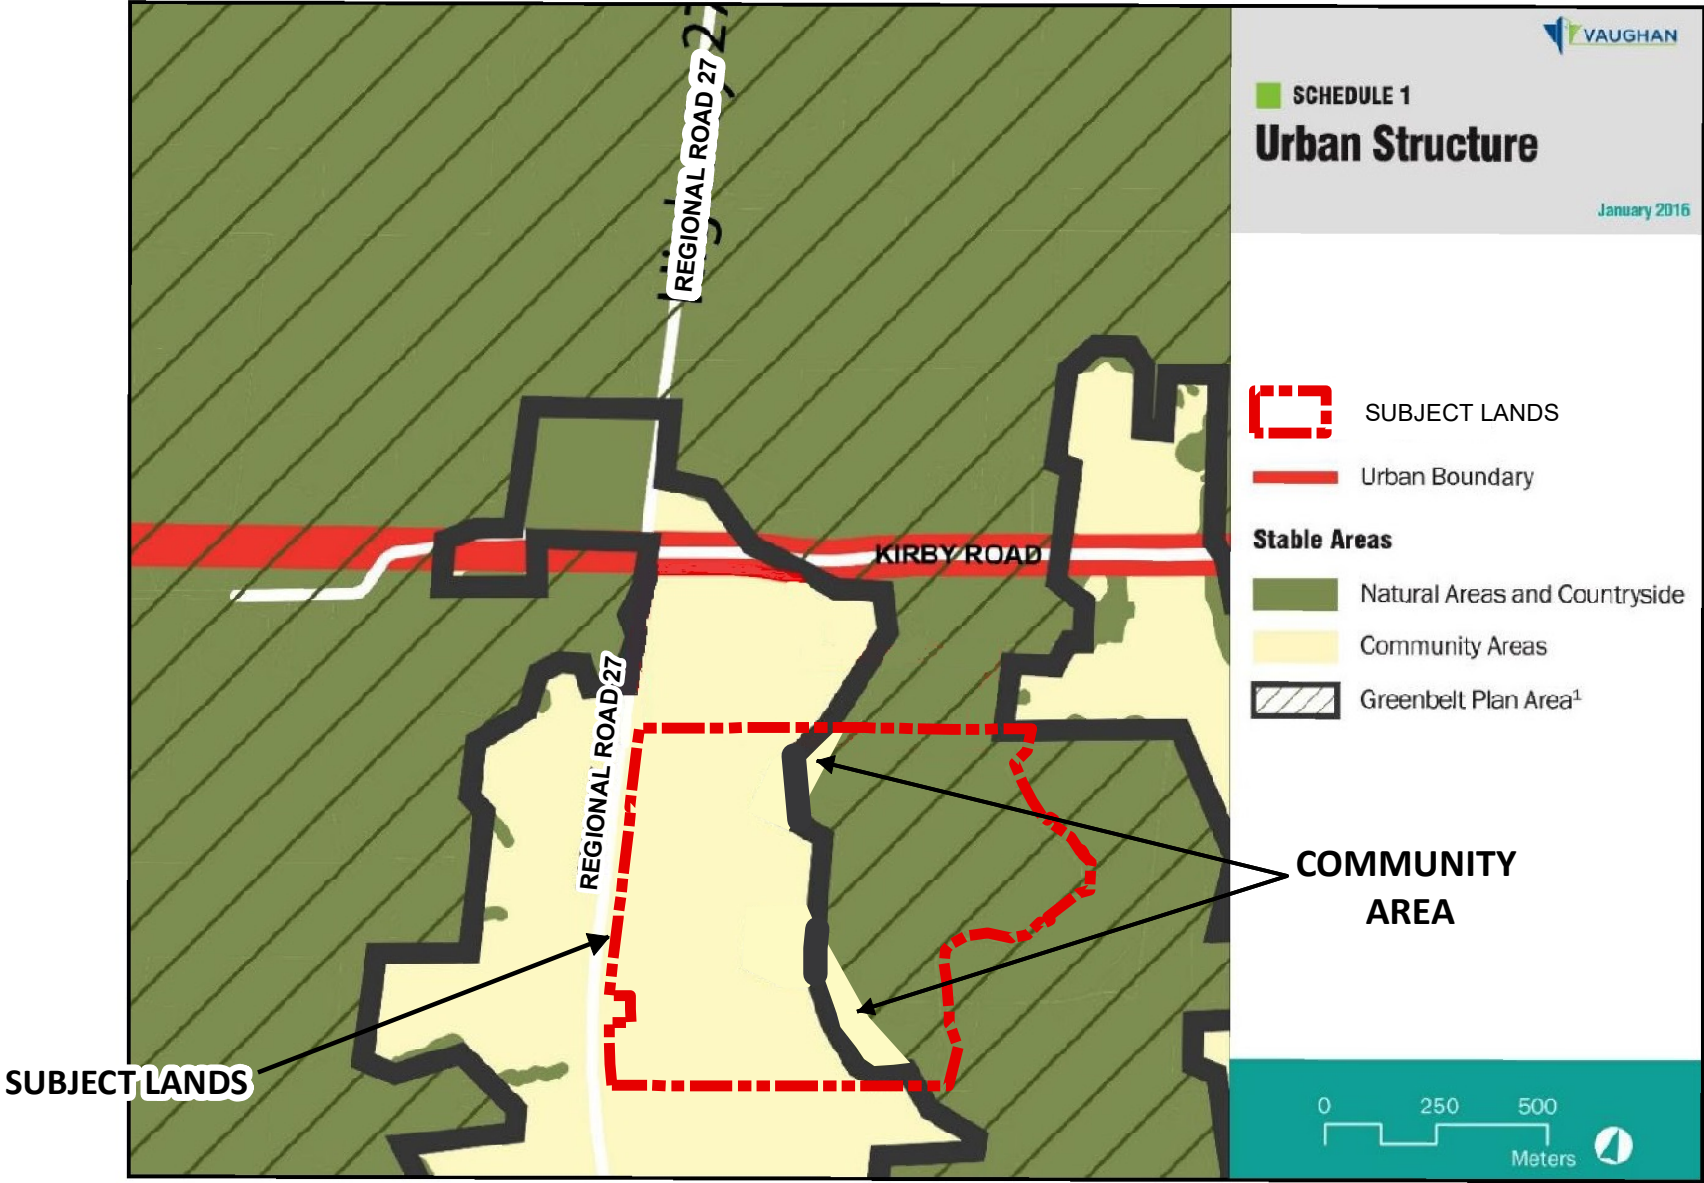 VAUGHAN
SCHEDULE 1
Urban Structure
January 2016
REGIONAL ROAD 27
SUBJECT LANDS
Urban Boundary
Stable Areas
KIRBY ROAD
Natural Areas and Countryside
Community Areas
Greenbelt Plan Area¹
REGIONAL ROAD 27
COMMUNITY
AREA
SUBJECT LANDS
0 250 500
Meters